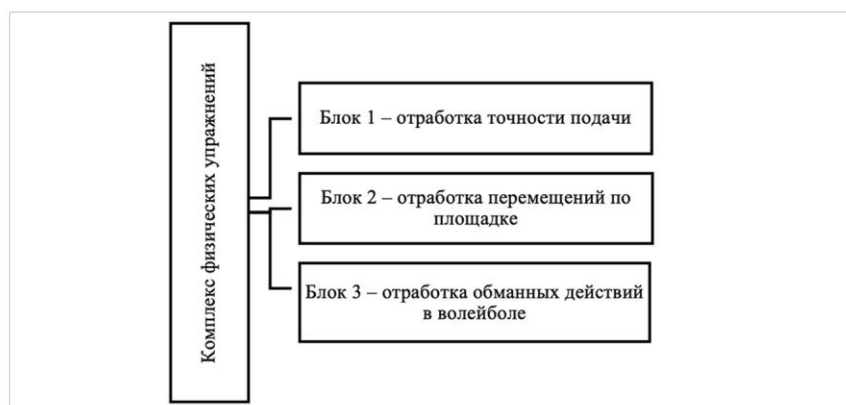 Комплекс физических упражнений
Блок 1 – отработка точности подачи
Блок 2 – отработка перемещений по
площадке
Блок 3 – отработка обманных действий
в волейболе